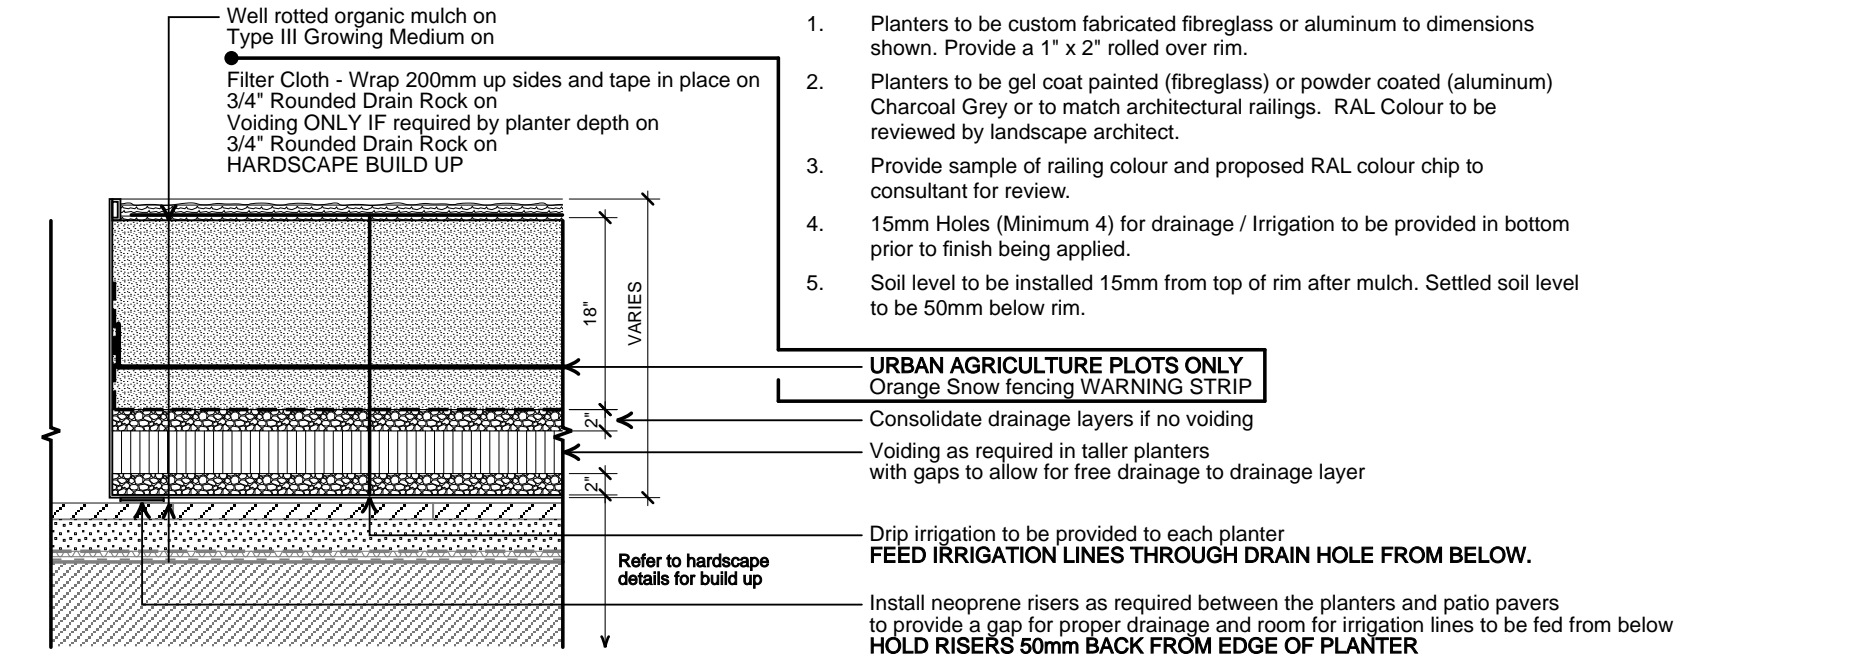 Well rotted organic mulch on
Type III Growing Medium on
Filter Cloth - Wrap 200mm up sides and tape in place on
3/4" Rounded Drain Rock on
Voiding ONLY IF required by planter depth on
3/4" Rounded Drain Rock on
HARDSCAPE BUILD UP
1. Planters to be custom fabricated fibreglass or aluminum to dimensions
shown. Provide a 1" x 2" rolled over rim.
2. Planters to be gel coat painted (fibreglass) or powder coated (aluminum)
Charcoal Grey or to match architectural railings. RAL Colour to be
reviewed by landscape architect.
3. Provide sample of railing colour and proposed RAL colour chip to
consultant for review.
4. 15mm Holes (Minimum 4) for drainage / Irrigation to be provided in bottom
prior to finish being applied.
5. Soil level to be installed 15mm from top of rim after mulch. Settled soil level
to be 50mm below rim.
18"
VARIES
2"
2"
URBAN AGRICULTURE PLOTS ONLY
Orange Snow fencing WARNING STRIP
Consolidate drainage layers if no voiding
Voiding as required in taller planters
with gaps to allow for free drainage to drainage layer
Drip irrigation to be provided to each planter
FEED IRRIGATION LINES THROUGH DRAIN HOLE FROM BELOW.
Refer to hardscape
details for build up
Install neoprene risers as required between the planters and patio pavers
to provide a gap for proper drainage and room for irrigation lines to be fed from below
HOLD RISERS 50mm BACK FROM EDGE OF PLANTER